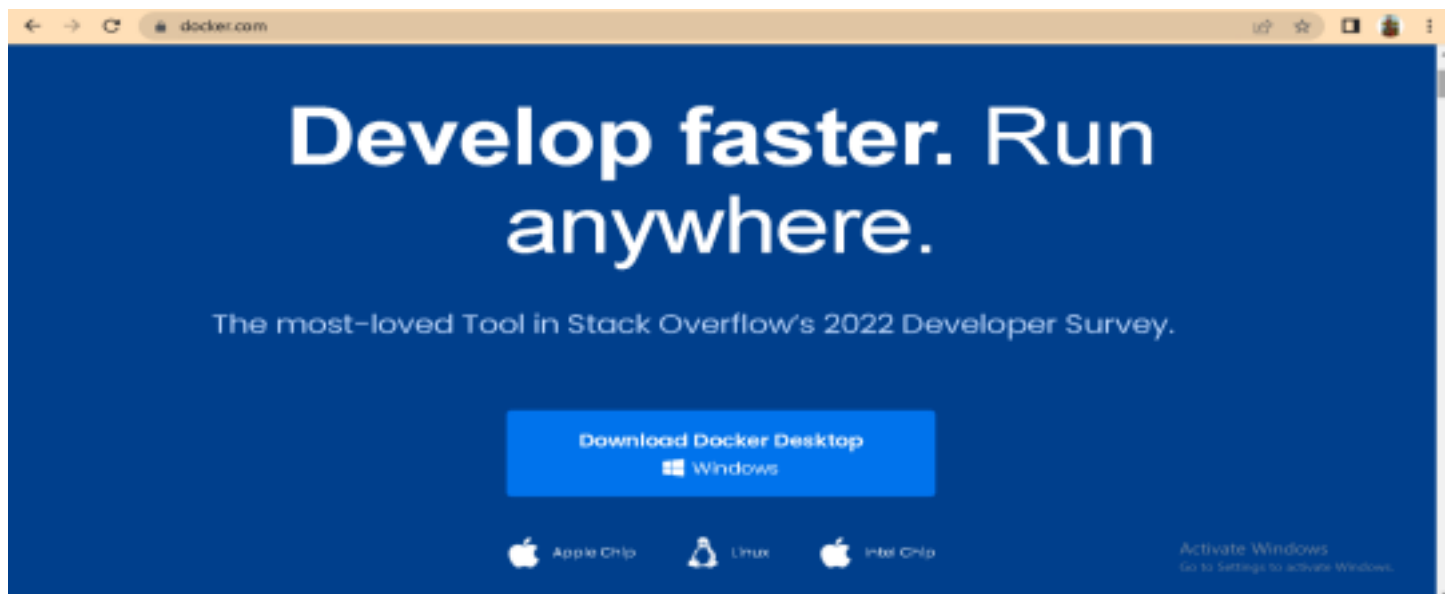 docker.com
Develop faster. Run
anywhere.
The most-loved Tool in Stack Overflow's 2022 Developer Survey.
Download Docker Desktop
Windows
Apple Chip
Linux
Intel Chip
Activate Windows
Go to Settings to activate Windows.